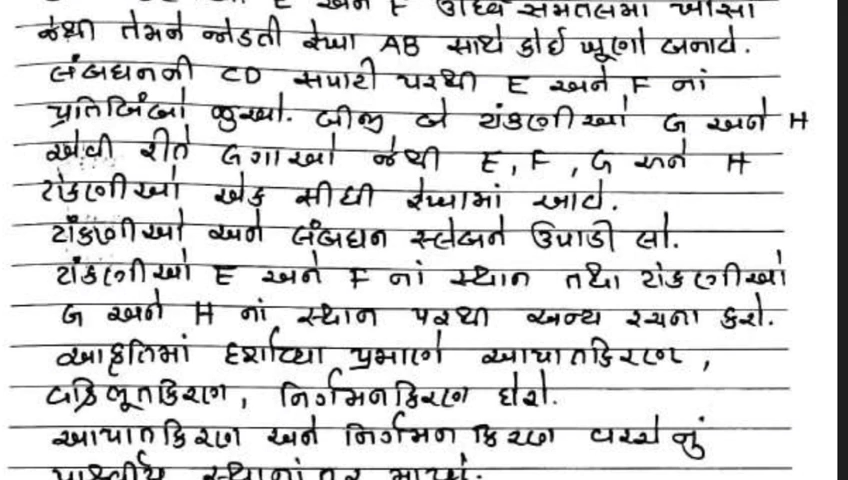 E અને F ઊર્ધ્વ સમતલમાં ખોસો
જેથી તેમને જોડતી રેખા AB સાથે કોઈ ખૂણો બનાવે.
લંબઘનની CD સપાટી પરથી E અને F નાં
પ્રતિબિંબો જુઓ. બીજી બે ટાંકણીઓ G અને H
એવી રીતે લગાઓ જેથી E, F, G અને H
ટાંકણીઓ એક સીધી રેખામાં આવે.
ટાંકણીઓ અને લંબઘન સ્લેબને ઉપાડી લો.
ટાંકણીઓ E અને F નાં સ્થાન તથા ટાંકણીઓ
G અને H નાં સ્થાન પરથી અન્ય રચના કરો.
આકૃતિમાં દર્શાવ્યા પ્રમાણે આપાતકિરણ,
વક્રિભૂતકિરણ, નિર્ગમનકિરણ દોરો.
આપાતકિરણ અને નિર્ગમન કિરણ વચ્ચેનું
પાર્શ્વીય સ્થાનાંતર માપો.